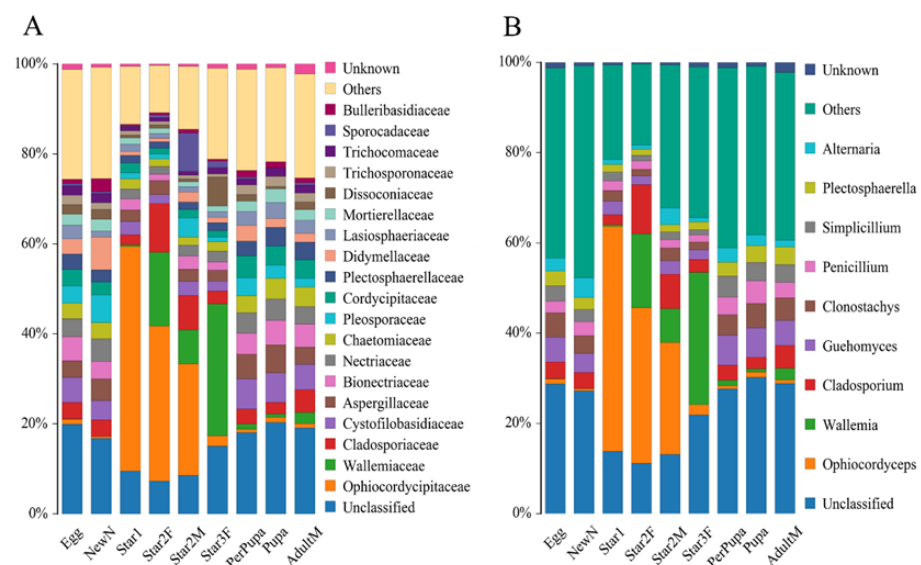 A
100%
80%
60%
40%
20%
0%
Egg
NewN
Star1
Star2F
Star2M
Star3F
PerPupa
Pupa
AdultM
Unknown
Others
Bulleribasidiaceae
Sporocadaceae
Trichocomaceae
Trichosporonaceae
Dissoconiaceae
Mortierellaceae
Lasiosphaeriaceae
Didymellaceae
Plectosphaerellaceae
Cordycipitaceae
Pleosporaceae
Chaetomiaceae
Nectriaceae
Bionectriaceae
Aspergillaceae
Cystofilobasidiaceae
Cladosporiaceae
Wallemiaceae
Ophiocordycipitaceae
Unclassified
B
100%
80%
60%
40%
20%
0%
Egg
NewN
Star1
Star2F
Star2M
Star3F
PerPupa
Pupa
AdultM
Unknown
Others
Alternaria
Plectosphaerella
Simplicillium
Penicillium
Clonostachys
Guehomyces
Cladosporium
Wallemia
Ophiocordyceps
Unclassified